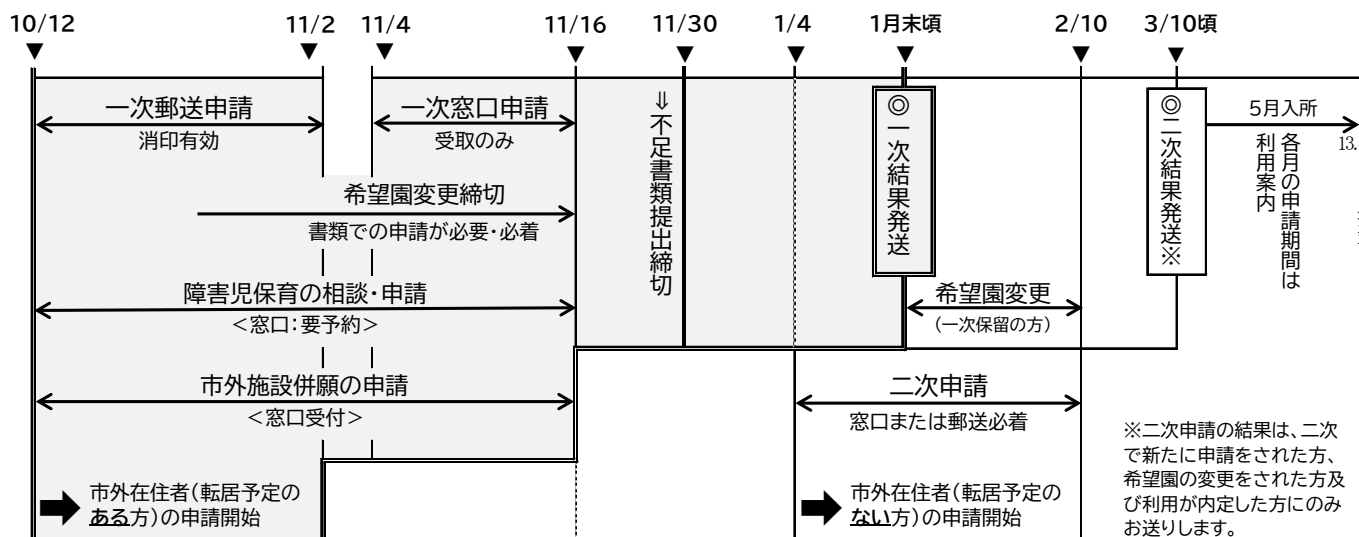 10/12
11/2
11/4
11/16
11/30
1/4
1月末頃
2/10
3/10頃
一次郵送申請
消印有効
一次窓口申請
受取のみ
⇓不足書類提出締切
◎一次結果発送
◎二次結果発送※
5月入所
各月の申請期間は
利用案内
13.
希望園変更締切
書類での申請が必要・必着
障害児保育の相談・申請
<窓口:要予約>
希望園変更
(一次保留の方)
市外施設併願の申請
<窓口受付>
二次申請
窓口または郵送必着
市外在住者(転居予定の
ある方)の申請開始
市外在住者(転居予定の
ない方)の申請開始
※二次申請の結果は、二次
で新たに申請をされた方、
希望園の変更をされた方及
び利用が内定した方にのみ
お送りします。